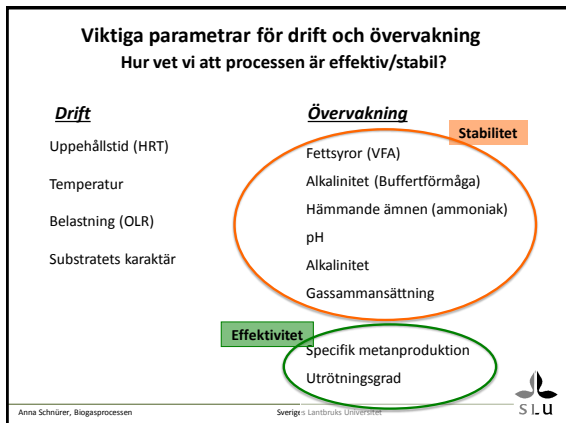 Viktiga parametrar för drift och övervakning
Hur vet vi att processen är effektiv/stabil?
Drift
Uppehållstid (HRT)
Temperatur
Belastning (OLR)
Substratets karaktär
Övervakning
Stabilitet
Fettsyror (VFA)
Alkalinitet (Buffertförmåga)
Hämmande ämnen (ammoniak)
pH
Alkalinitet
Gassammansättning
Effektivitet
Specifik metanproduktion
Utrötningsgrad
Anna Schnürer, Biogasprocessen
Sveriges Lantbruks Universitet
SLU